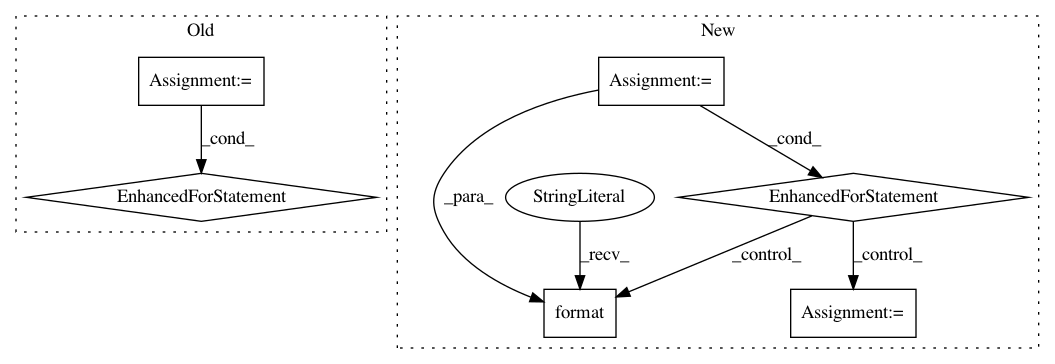 Old
New
Assignment:=
Assignment:=
_cond_
_cond_
EnhancedForStatement
_para_
StringLiteral
EnhancedForStatement
_recv_
_control_
_control_
format
Assignment:=